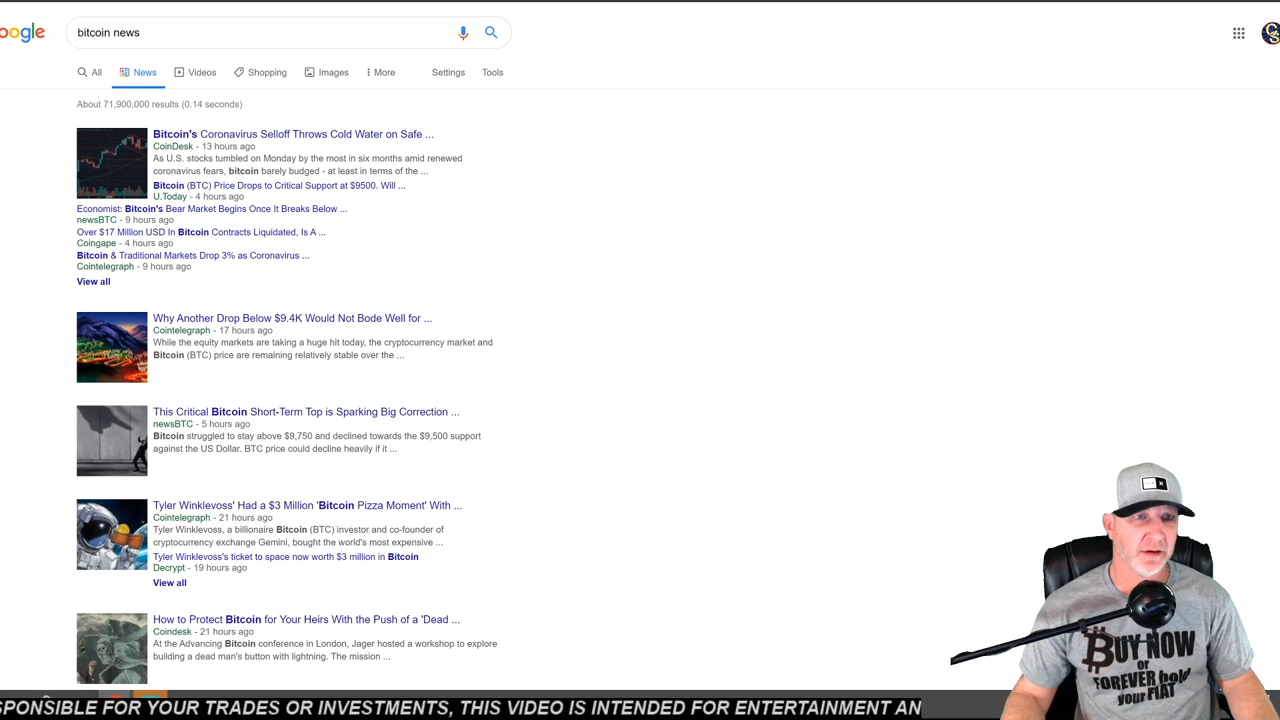 oogle
bitcoin news
All News Videos Shopping Images More Settings Tools
About 71,900,000 results (0.14 seconds)
Bitcoin's Coronavirus Selloff Throws Cold Water on Safe ...
CoinDesk - 13 hours ago
As U.S. stocks tumbled on Monday by the most in six months amid renewed
coronavirus fears, bitcoin barely budged - at least in terms of the ...
Bitcoin (BTC) Price Drops to Critical Support at $9500. Will ...
U.Today - 4 hours ago
Economist: Bitcoin's Bear Market Begins Once It Breaks Below ...
newsBTC - 9 hours ago
Over $17 Million USD In Bitcoin Contracts Liquidated, Is A ...
Coingape - 4 hours ago
Bitcoin & Traditional Markets Drop 3% as Coronavirus ...
Cointelegraph - 9 hours ago
View all
Why Another Drop Below $9.4K Would Not Bode Well for ...
Cointelegraph - 17 hours ago
While the equity markets are taking a huge hit today, the cryptocurrency market and
Bitcoin (BTC) price are remaining relatively stable over the ...
This Critical Bitcoin Short-Term Top is Sparking Big Correction ...
newsBTC - 5 hours ago
Bitcoin struggled to stay above $9,750 and declined towards the $9,500 support
against the US Dollar. BTC price could decline heavily if it ...
Tyler Winklevoss' Had a $3 Million 'Bitcoin Pizza Moment' With ...
Cointelegraph - 21 hours ago
Tyler Winklevoss, a billionaire Bitcoin (BTC) investor and co-founder of
cryptocurrency exchange Gemini, bought the world's most expensive ...
Tyler Winklevoss's ticket to space now worth $3 million in Bitcoin
Decrypt - 19 hours ago
View all
How to Protect Bitcoin for Your Heirs With the Push of a 'Dead ...
Coindesk - 21 hours ago
At the Advancing Bitcoin conference in London, Jager hosted a workshop to explore
building a dead man's button with lightning. The mission ...
BUY NOW
or
FOREVER hold
your FIAT
SPONSIBLE FOR YOUR TRADES OR INVESTMENTS, THIS VIDEO IS INTENDED FOR ENTERTAINMENT AN